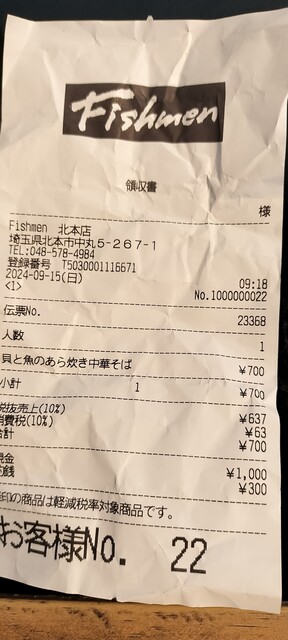 Fishmen
領収書
様
Fishmen 北本店
埼玉県北本市中丸5-267-1
TEL:048-578-4984
登録番号 T5030001116671
2024-09-15(日) 09:18
<1> No.1000000022
伝票No. 23368
人数 1
貝と魚のあら炊き中華そば ¥700
小計 1 ¥700
税抜売上(10%) ¥637
消費税(10%) ¥63
合計 ¥700
現金 ¥1,000
お釣 ¥300
印の商品は軽減税率対象商品です。
お客様No. 22